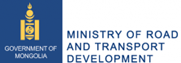 GOVERNMENT OF
MONGOLIA
MINISTRY OF ROAD
AND TRANSPORT
DEVELOPMENT